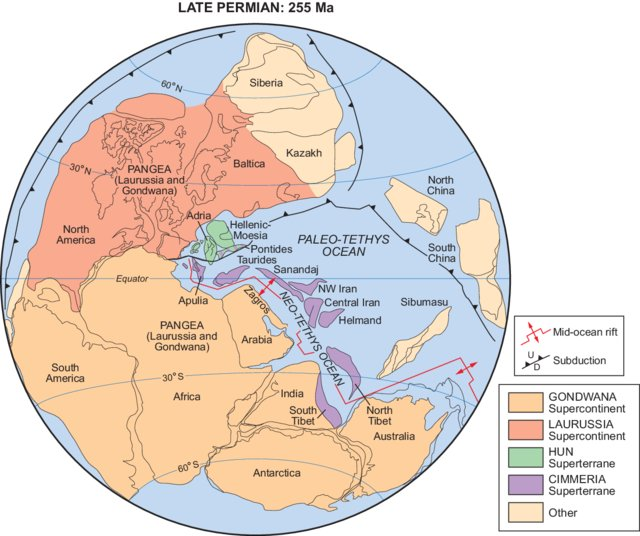 LATE PERMIAN: 255 Ma
60°N
Siberia
Kazakh
Baltica
30°N
PANGEA
(Laurussia and
Gondwana)
North
America
Adria
Hellenic-
Moesia
Pontides
Taurides
Sanandaj
PALEO-TETHYS
OCEAN
North
China
South
China
Equator
Apulia
Zagros
NW Iran
Central Iran
Helmand
Sibumasu
NEO-TETHYS OCEAN
PANGEA
(Laurussia and
Gondwana)
Arabia
South
America
30°S
Africa
India
South
Tibet
North
Tibet
Australia
60°S
Antarctica
Mid-ocean rift
U
D
Subduction
GONDWANA
Supercontinent
LAURUSSIA
Supercontinent
HUN
Superterrane
CIMMERIA
Superterrane
Other